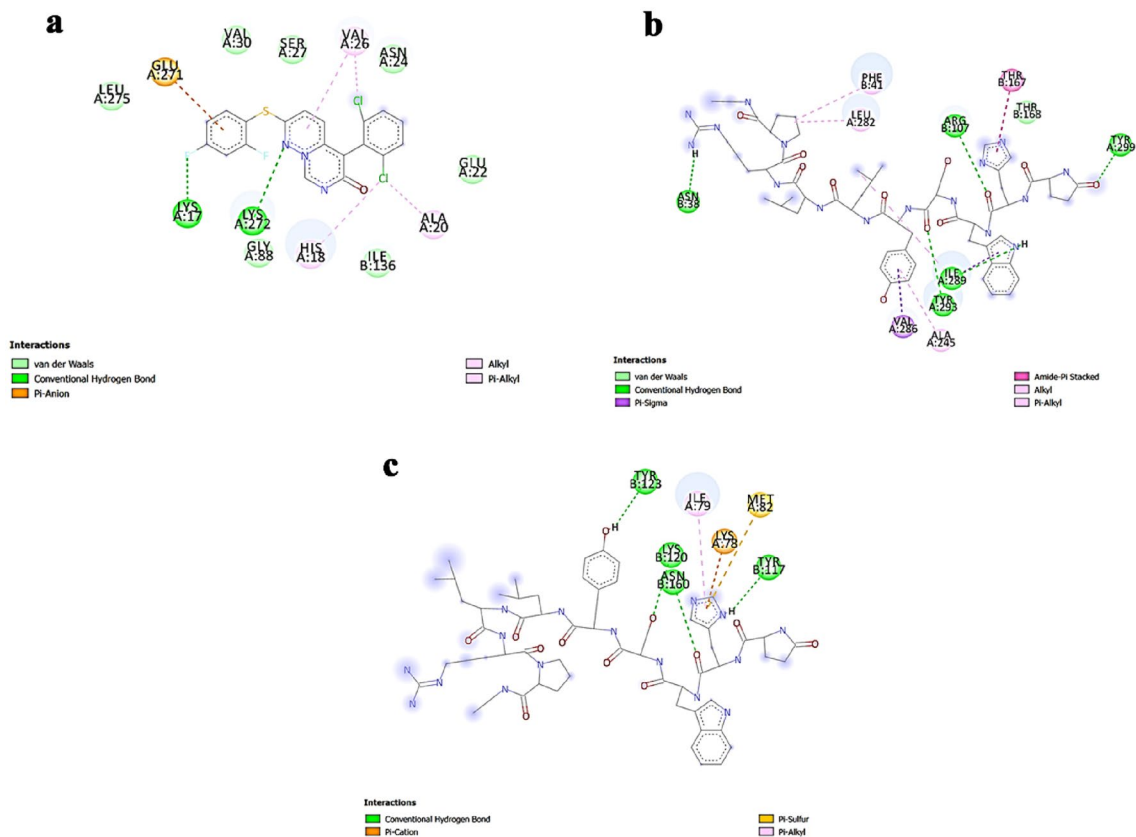 a
VAL
A:30
SER
A:27
VAL
A:26
ASN
A:24
GLU
A:271
LEU
A:275
S
Cl
F
F
N
N
N
O
Cl
GLU
A:22
LYS
A:17
LYS
A:272
GLY
A:88
HIS
A:18
ILE
B:136
ALA
A:20
Interactions
van der Waals
Conventional Hydrogen Bond
Pi-Anion
Alkyl
Pi-Alkyl
b
PHE
B:41
LEU
A:282
THR
A:167
THR
A:168
ARG
B:107
TYR
A:299
ASN
B:38
ILE
A:289
TYR
A:293
VAL
A:286
ALA
A:245
Interactions
van der Waals
Conventional Hydrogen Bond
Pi-Sigma
Amide-Pi Stacked
Alkyl
Pi-Alkyl
c
TYR
B:123
ILE
A:79
MET
A:82
LYS
A:78
LYS
B:120
ASN
B:160
TYR
B:117
Interactions
Conventional Hydrogen Bond
Pi-Cation
Pi-Sulfur
Pi-Alkyl